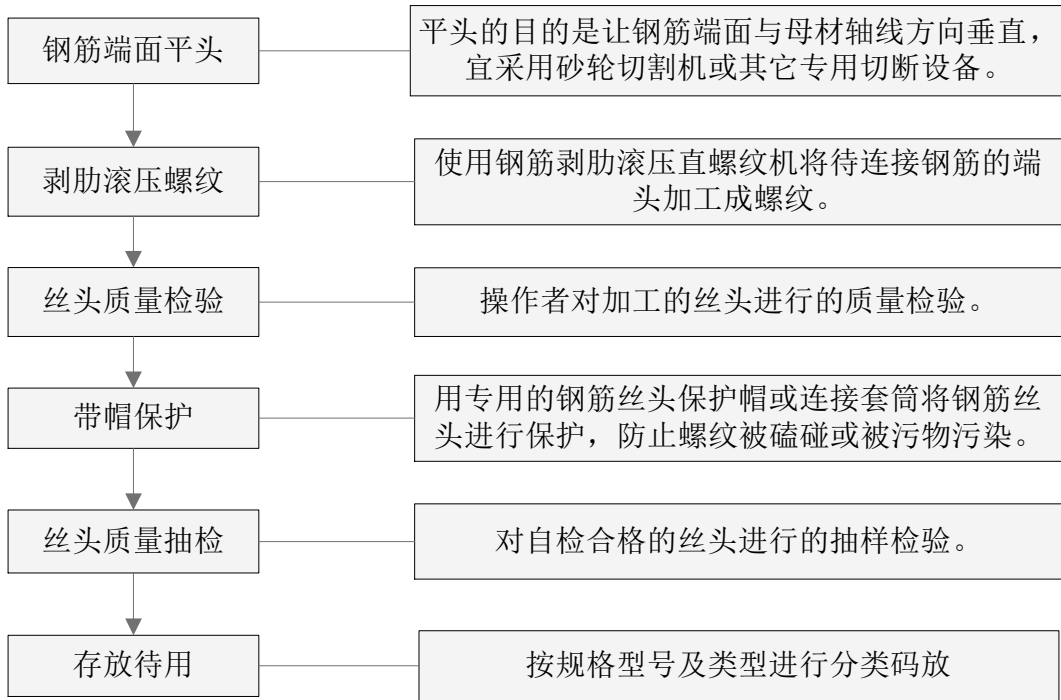 钢筋端面平头
平头的目的是让钢筋端面与母材轴线方向垂直，
宜采用砂轮切割机或其它专用切断设备。
剥肋滚压螺纹
使用钢筋剥肋滚压直螺纹机将待连接钢筋的端
头加工成螺纹。
丝头质量检验
操作者对加工的丝头进行的质量检验。
带帽保护
用专用的钢筋丝头保护帽或连接套筒将钢筋丝
头进行保护，防止螺纹被磕碰或被污物污染。
丝头质量抽检
对自检合格的丝头进行的抽样检验。
存放待用
按规格型号及类型进行分类码放